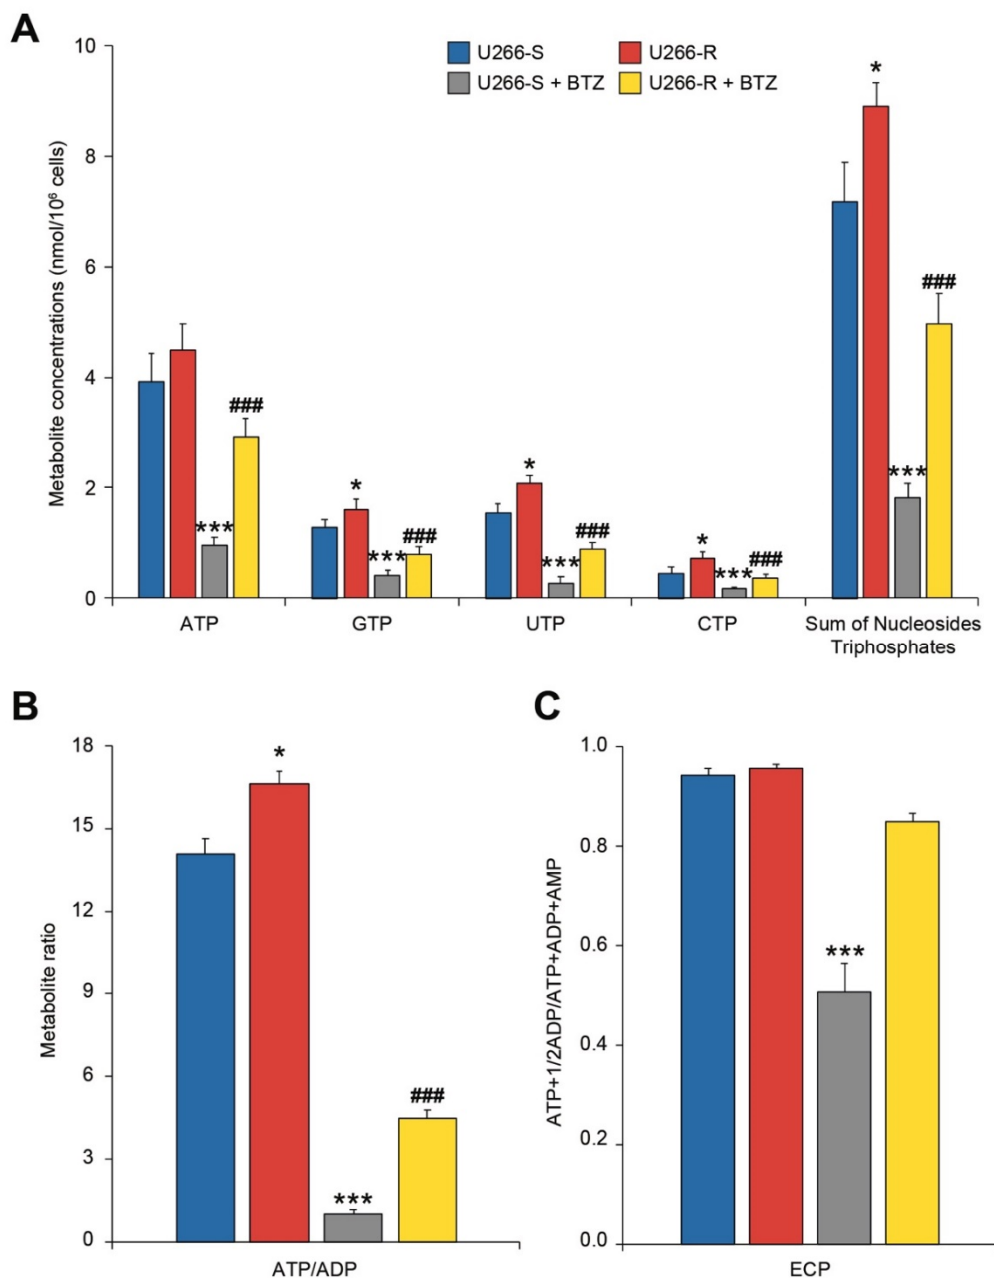 A
U266-S
U266-R
U266-S + BTZ
U266-R + BTZ
Metabolite concentrations (nmol/10⁶ cells)
10
8
6
4
2
0
***
###
*
***
###
*
***
###
*
***
###
*
***
###
ATP
GTP
UTP
CTP
Sum of Nucleosides
Triphosphates
B
Metabolite ratio
18
15
12
9
6
3
0
*
***
###
ATP/ADP
C
ATP+1/2ADP/ATP+ADP+AMP
1.0
0.8
0.6
0.4
0.2
0.0
***
ECP